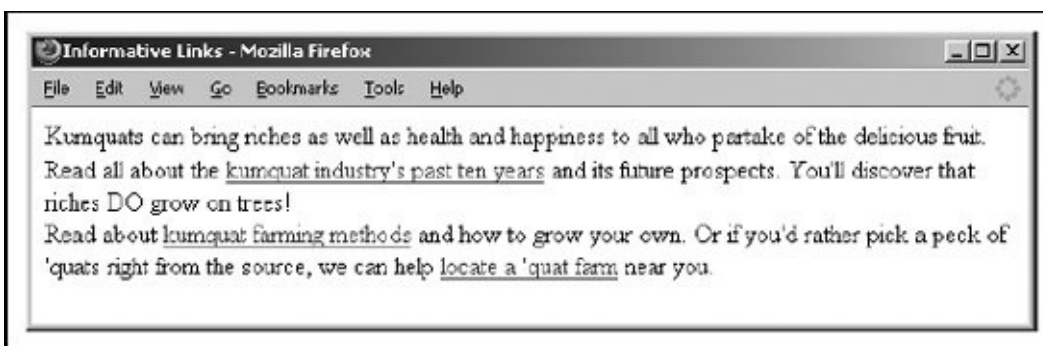 Informative Links - Mozilla Firefox
File Edit View Go Bookmarks Tools Help
Kumquats can bring riches as well as health and happiness to all who partake of the delicious fruit.
Read all about the kumquat industry's past ten years and its future prospects. You'll discover that
riches DO grow on trees!
Read about kumquat farming methods and how to grow your own. Or if you'd rather pick a peck of
'quats right from the source, we can help locate a 'quat farm near you.